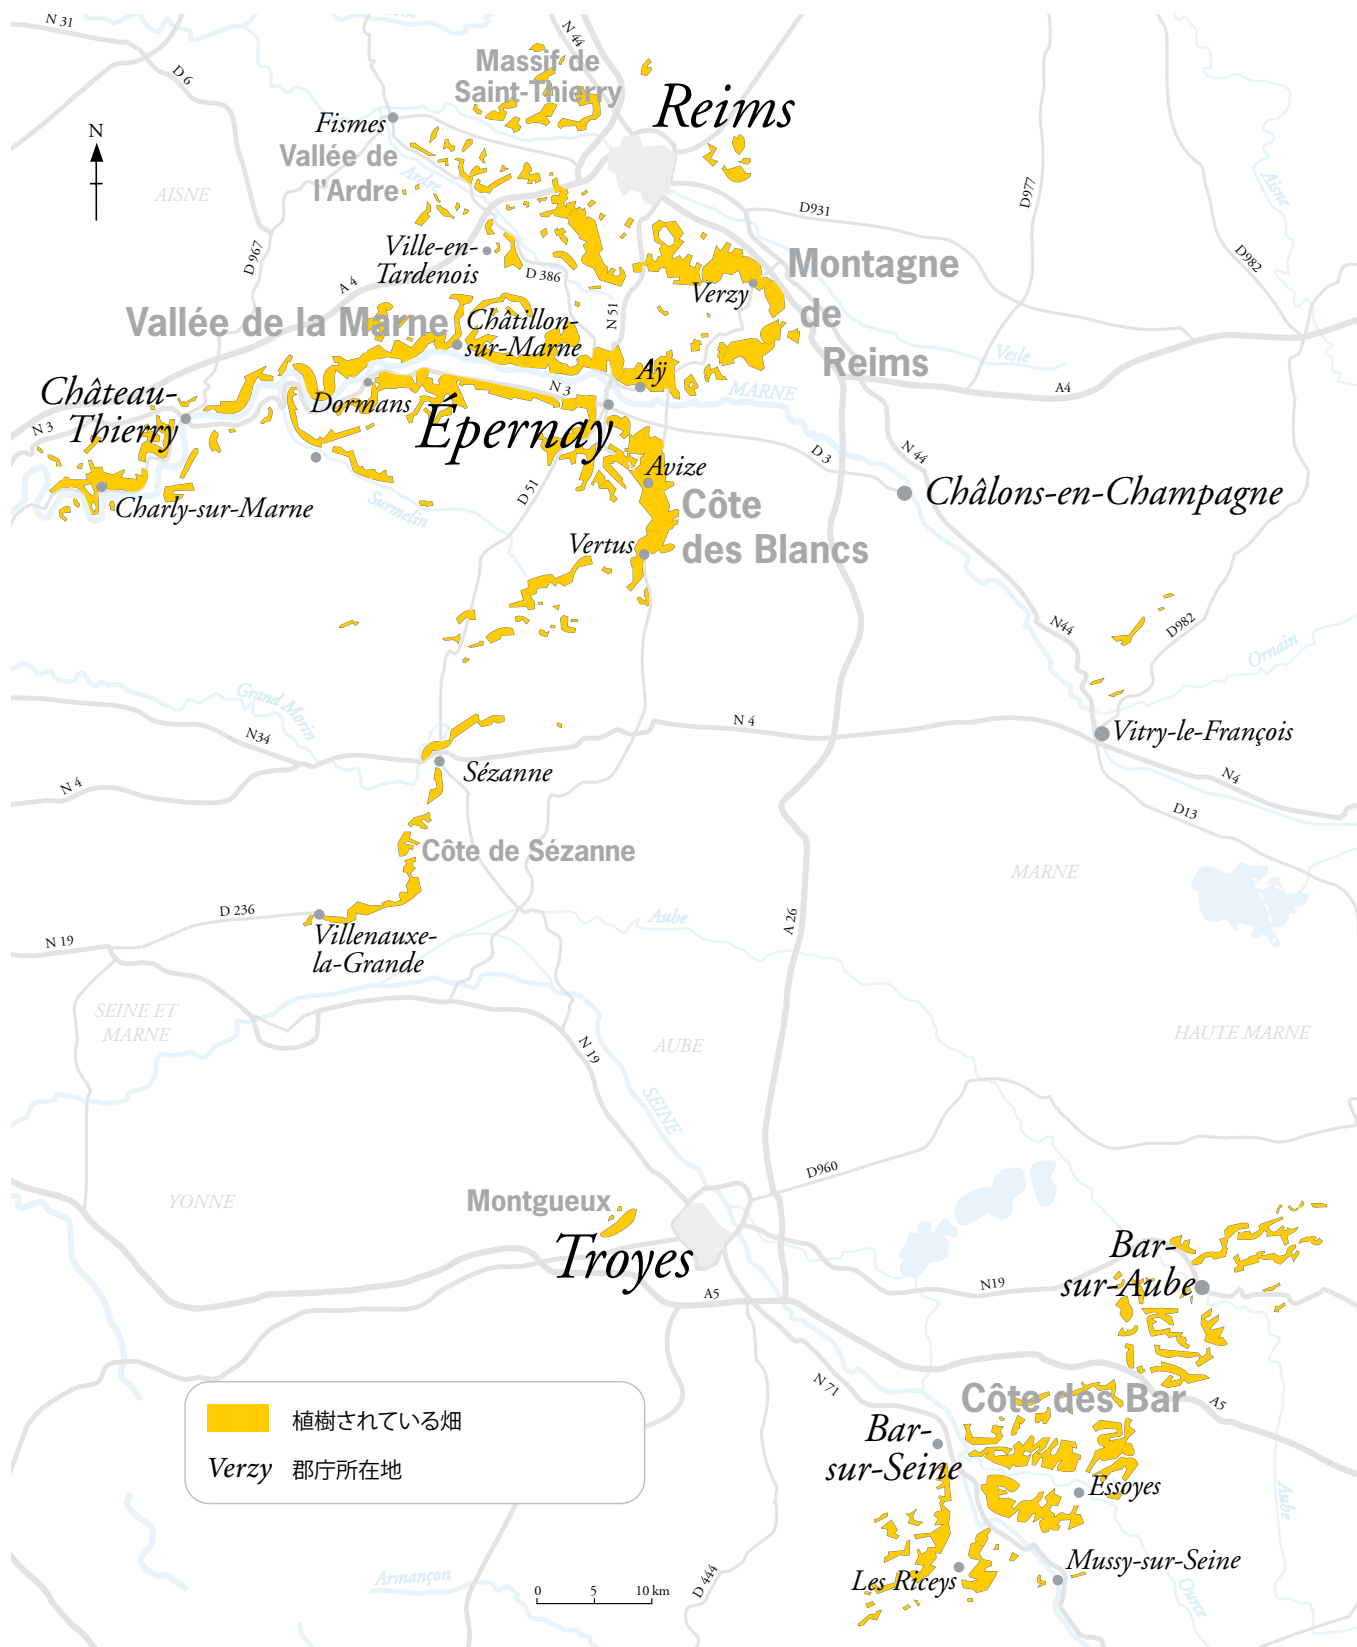 N 31
D 6
N 44
Massif de
Saint-Thierry
Reims
Fismes
Vallée de
l'Ardre
Ardre
N
AISNE
D977
D931
Aisne
D982
D 967
A 4
Ville-en-
Tardenois
D 386
N 51
Verzy
Montagne
de
Reims
Vallée de la Marne
Châtillon-
sur-Marne
Vesle
Aÿ
MARNE
A4
Château-
Thierry
N 3
Dormans
N 3
Épernay
D 3
N 44
Avize
D 51
Charly-sur-Marne
Surmelin
Côte
des Blancs
Châlons-en-Champagne
Vertus
N44
D982
Ornain
Grand Morin
N34
N 4
N 4
Vitry-le-François
N4
D13
Sézanne
Côte de Sézanne
MARNE
D 236
N 19
Villenauxe-
la-Grande
Aube
A 26
SEINE ET
MARNE
N 19
AUBE
HAUTE MARNE
SEINE
YONNE
D960
Montgueux
Troyes
Bar-
sur-Aube
N19
A5
N 71
Côte des Bar
A5
Bar-
sur-Seine
Essoyes
Aube
植樹されている畑
Verzy 郡庁所在地
Mussy-sur-Seine
Les Riceys
Ource
Armançon
D 444
0 5 10 km